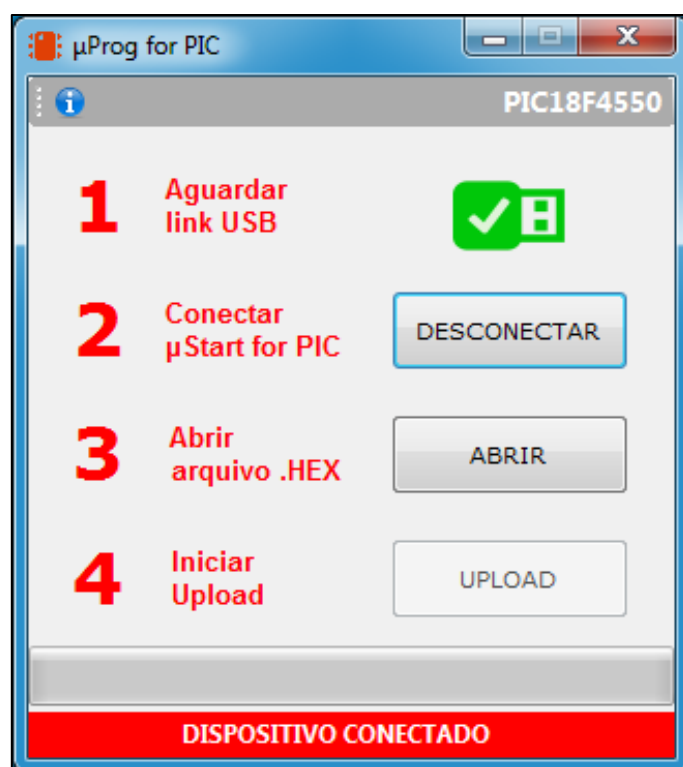 µProg for PIC
PIC18F4550
1
Aguardar
link USB
2
Conectar
µStart for PIC
DESCONECTAR
3
Abrir
arquivo .HEX
ABRIR
4
Iniciar
Upload
UPLOAD
DISPOSITIVO CONECTADO